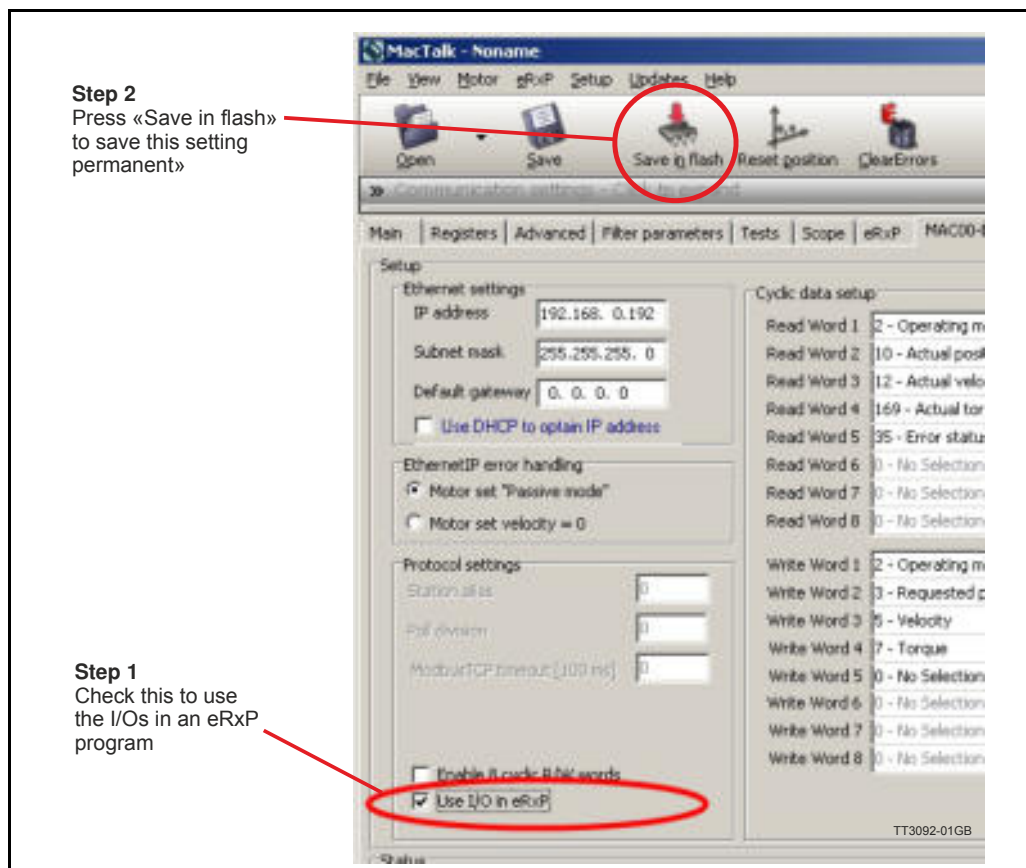 MacTalk - Noname
File View Motor eRxP Setup Updates Help
Step 2
Press «Save in flash»
to save this setting
permanent»
Open Save Save in flash Reset position ClearErrors
» Communication settings - Click to expand
Main Registers Advanced Filter parameters Tests Scope eRxP MAC00-
Setup
Ethernet settings
IP address 192.168. 0.192
Subnet mask 255.255.255. 0
Default gateway 0. 0. 0. 0
Use DHCP to optain IP address
EthernetIP error handling
Motor set "Passive mode"
Motor set velocity = 0
Protocol settings
Station alias 0
Poll division 0
ModbusTCP timeout [100 ms] 0
Step 1
Check this to use
the I/Os in an eRxP
program
Enable 8 cyclic R/W words
Use I/O in eRxP
Cyclic data setup
Read Word 1 2 - Operating m
Read Word 2 10 - Actual posit
Read Word 3 12 - Actual velo
Read Word 4 169 - Actual tor
Read Word 5 35 - Error statu
Read Word 6 0 - No Selection
Read Word 7 0 - No Selection
Read Word 8 0 - No Selection
Write Word 1 2 - Operating m
Write Word 2 3 - Requested p
Write Word 3 5 - Velocity
Write Word 4 7 - Torque
Write Word 5 0 - No Selection
Write Word 6 0 - No Selection
Write Word 7 0 - No Selection
Write Word 8 0 - No Selection
TT3092-01GB
Status